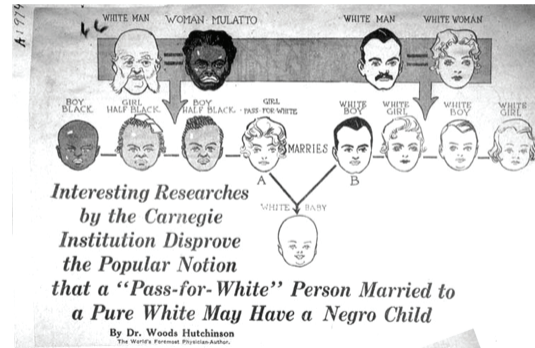 A:1974
WHITE MAN WOMAN MULATTO WHITE MAN WHITE WOMAN
BOY BLACK
GIRL HALF BLACK
BOY HALF BLACK
GIRL PASS-FOR-WHITE
WHITE BOY
WHITE GIRL
WHITE BOY
WHITE GIRL
MARRIES
A B
WHITE BABY
Interesting Researches
by the Carnegie
Institution Disprove
the Popular Notion
that a "Pass-for-White" Person Married to
a Pure White May Have a Negro Child
By Dr. Woods Hutchinson
The World's Foremost Physician-Author.